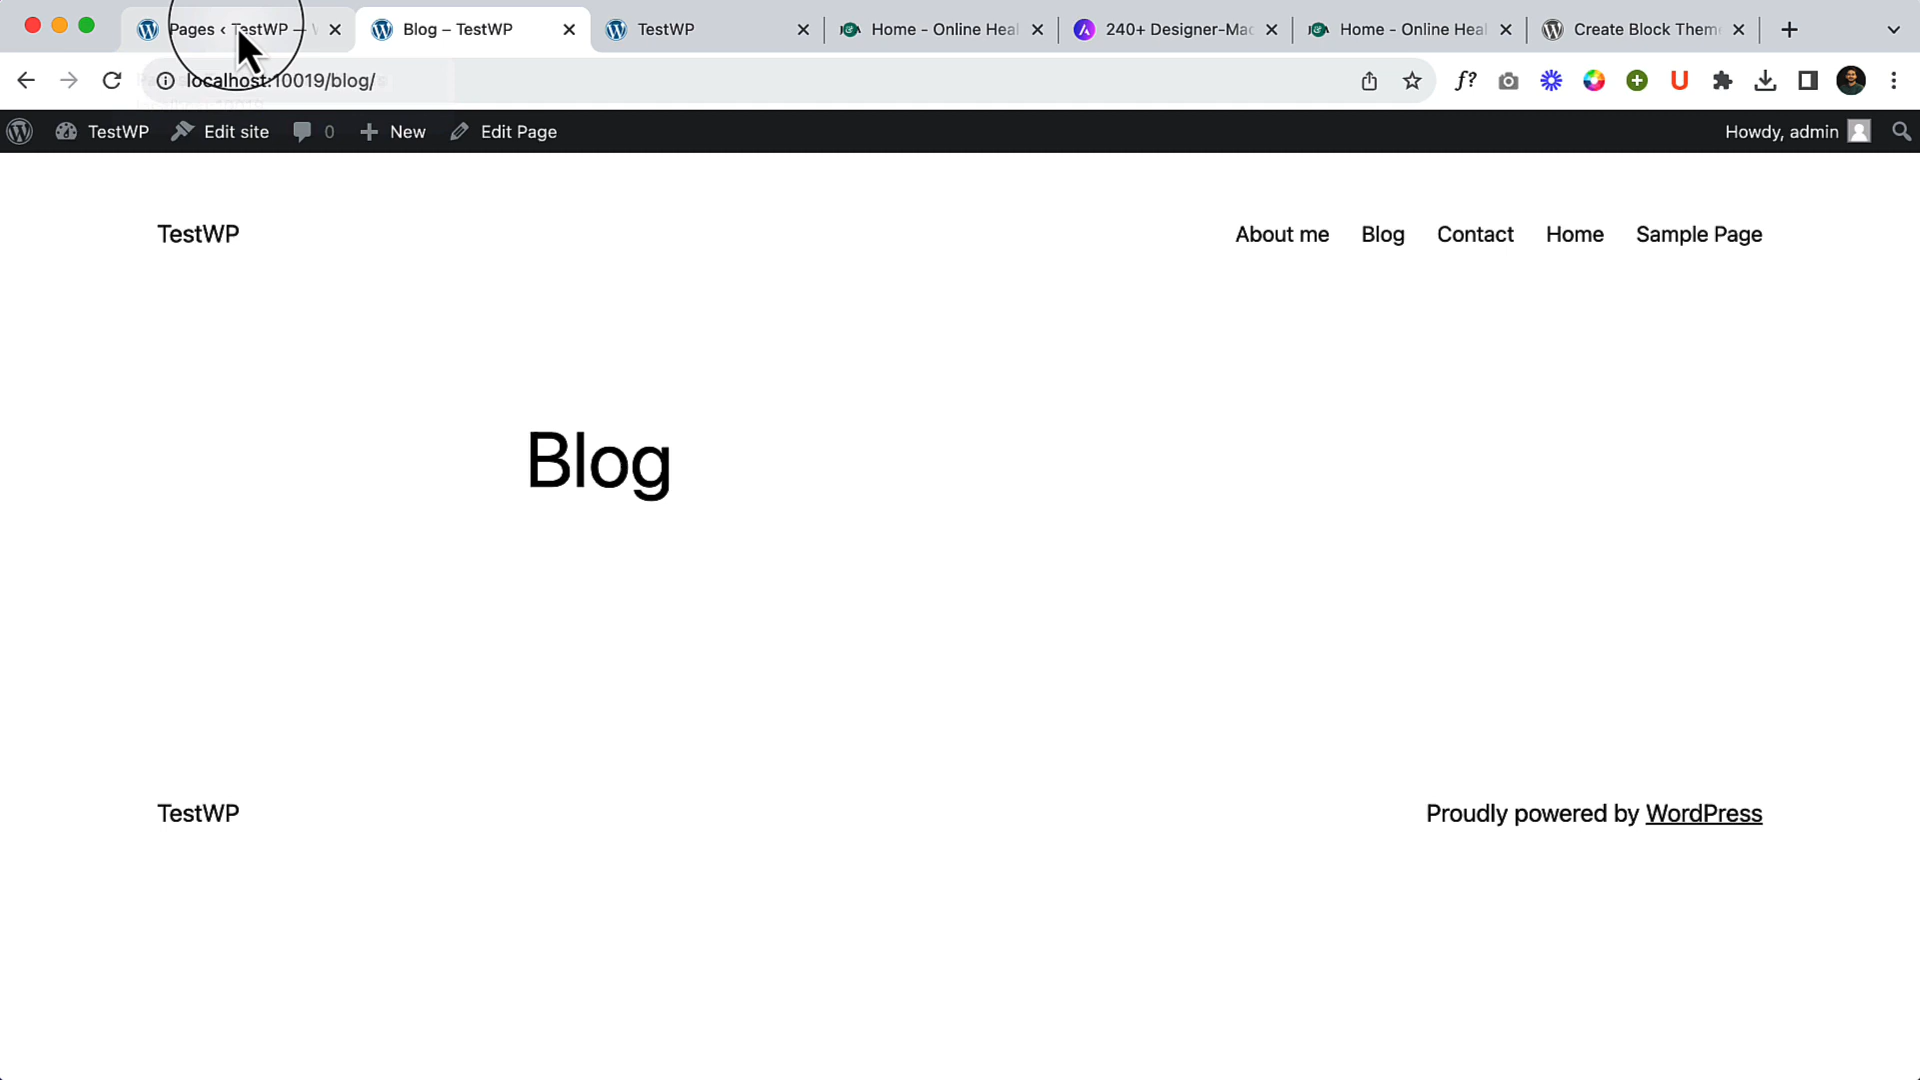 Pages ‹ TestWP —
Blog – TestWP
TestWP
Home - Online Heal
240+ Designer-Mad
Home - Online Heal
Create Block Them
localhost:10019/blog/
f?
TestWP
Edit site
0
New
Edit Page
Howdy, admin
TestWP
About me
Blog
Contact
Home
Sample Page
Blog
TestWP
Proudly powered by WordPress